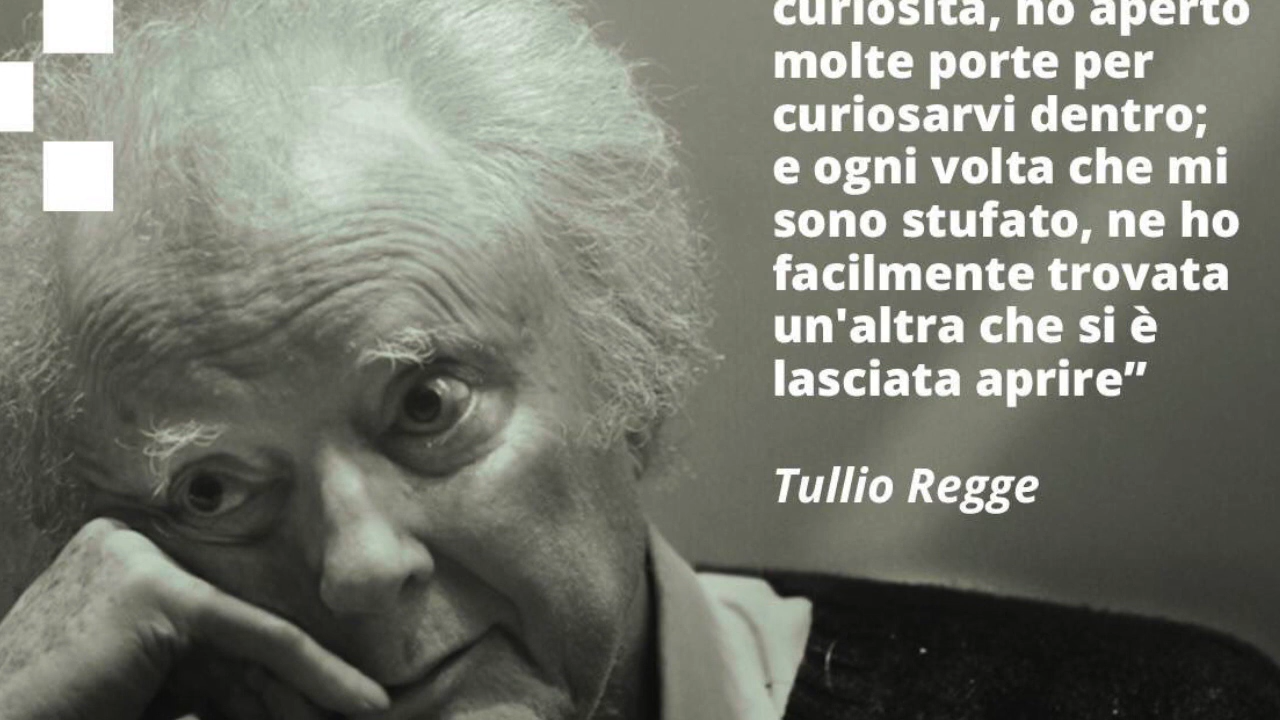 curiosità, ho aperto
molte porte per
curiosarvi dentro;
e ogni volta che mi
sono stufato, ne ho
facilmente trovata
un'altra che si è
lasciata aprire”
Tullio Regge